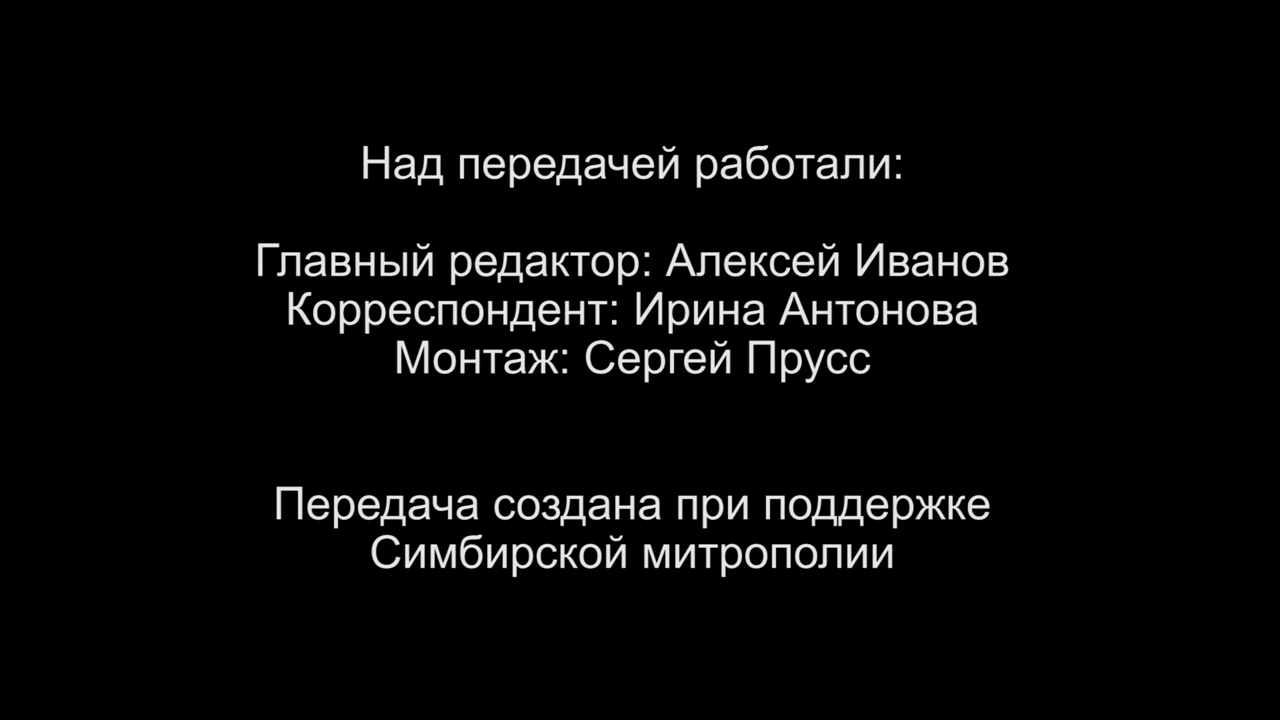 Над передачей работали:
Главный редактор: Алексей Иванов
Корреспондент: Ирина Антонова
Монтаж: Сергей Прусс
Передача создана при поддержке
Симбирской митрополии